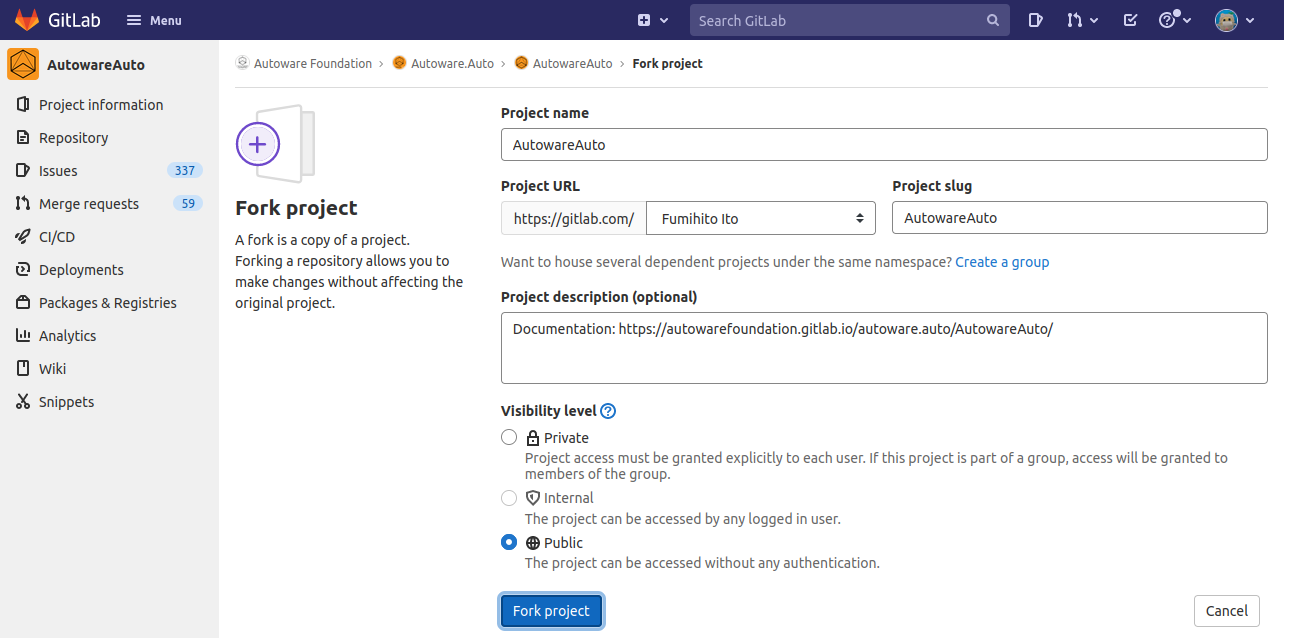 GitLab
Menu
Search GitLab
AutowareAuto
Project information
Repository
Issues 337
Merge requests 59
CI/CD
Deployments
Packages & Registries
Analytics
Wiki
Snippets
Autoware Foundation › Autoware.Auto › AutowareAuto › Fork project
Fork project
A fork is a copy of a project.
Forking a repository allows you to
make changes without affecting the
original project.
Project name
AutowareAuto
Project URL
https://gitlab.com/ Fumihito Ito
Project slug
AutowareAuto
Want to house several dependent projects under the same namespace? Create a group
Project description (optional)
Documentation: https://autowarefoundation.gitlab.io/autoware.auto/AutowareAuto/
Visibility level
Private
Project access must be granted explicitly to each user. If this project is part of a group, access will be granted to
members of the group.
Internal
The project can be accessed by any logged in user.
Public
The project can be accessed without any authentication.
Fork project
Cancel